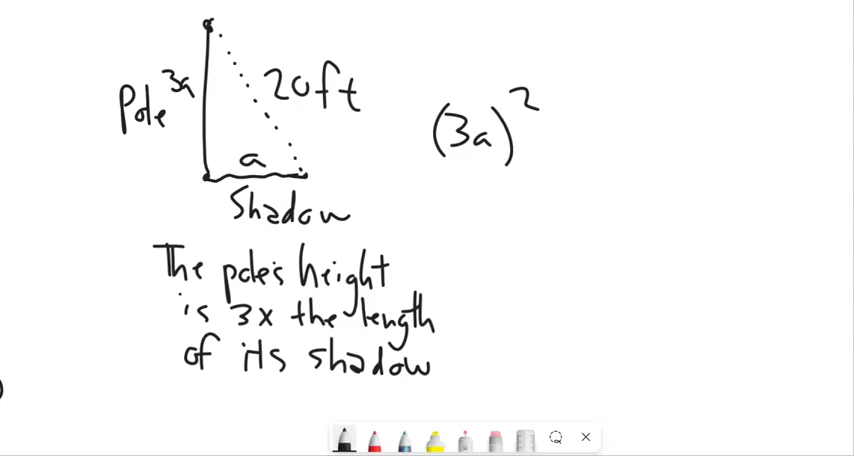 Pole 3a
20ft
a
Shadow
(3a)²
The pole's height
is 3x the length
of its shadow
)